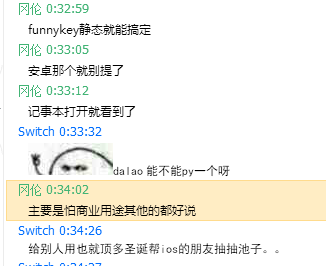 冈伦 0:32:59
funnykey静态就能搞定
冈伦 0:33:05
安卓那个就别提了
冈伦 0:33:12
记事本打开就看到了
Switch 0:33:32
dalao 能不能py一个呀
冈伦 0:34:02
主要是怕商业用途其他的都好说
Switch 0:34:26
给别人用也就顶多圣诞帮ios的朋友抽抽池子。。